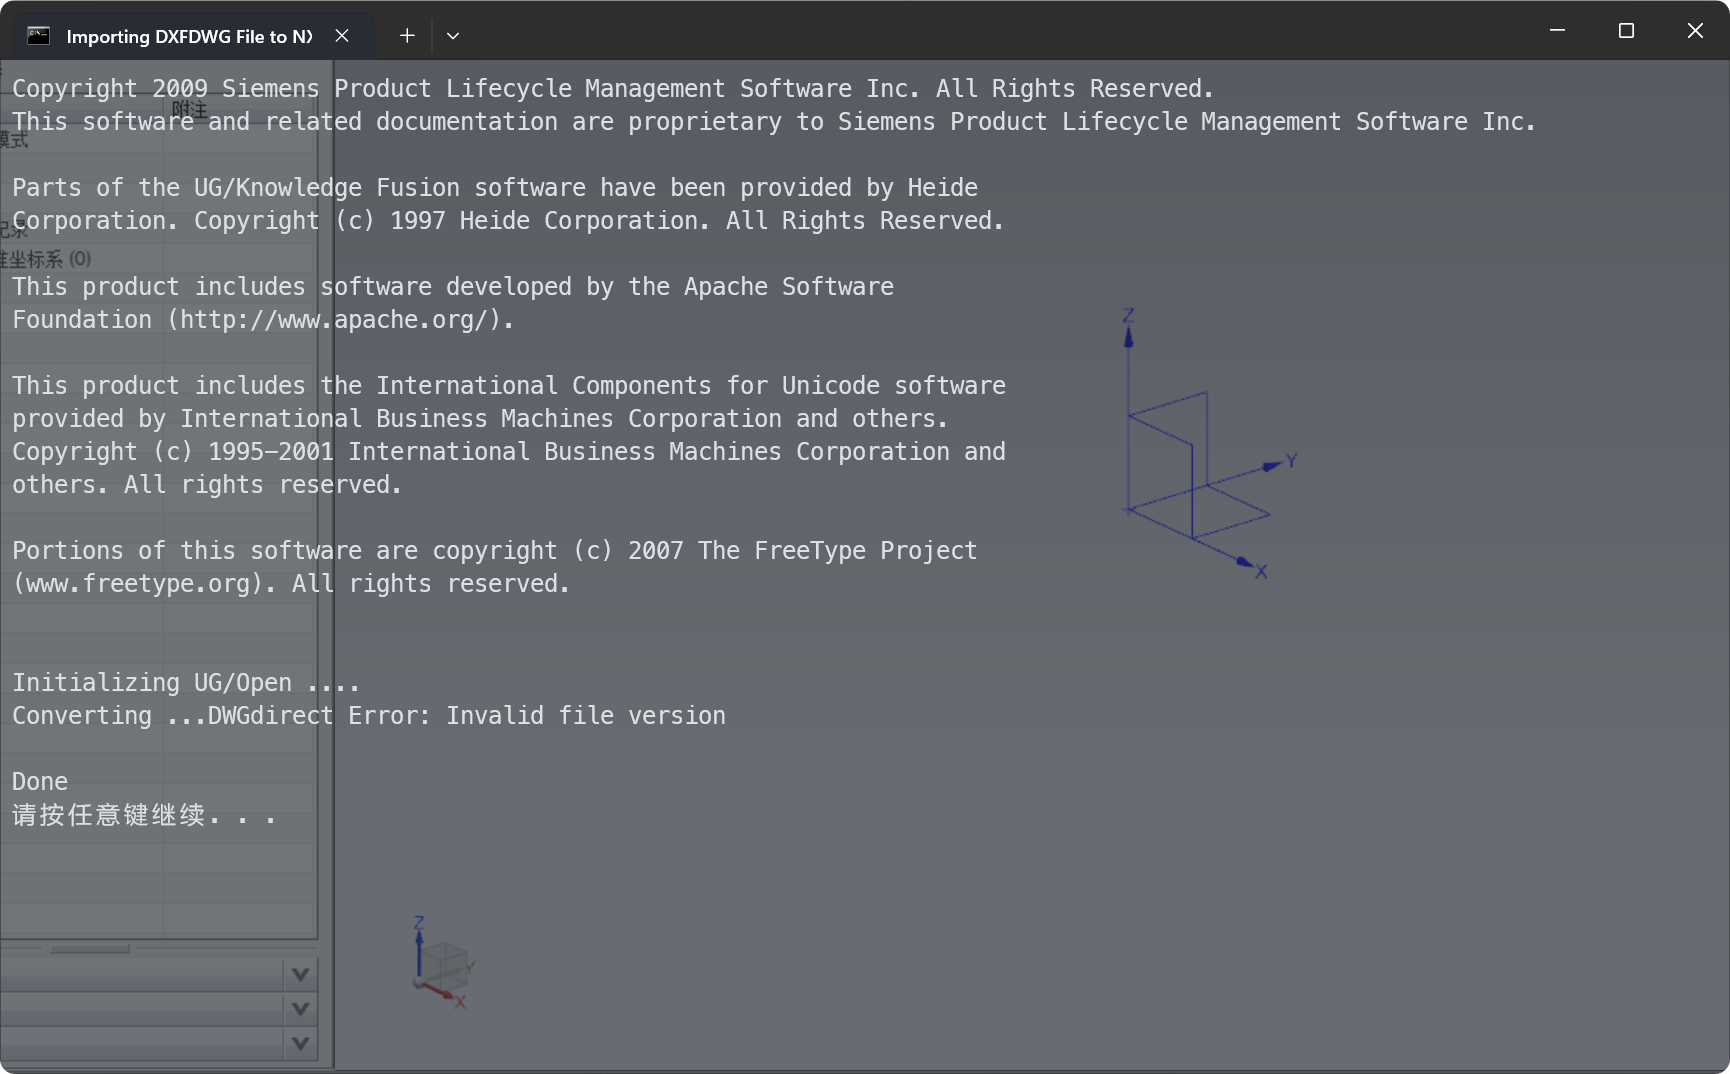 Importing DXFDWG File to NX
Copyright 2009 Siemens Product Lifecycle Management Software Inc. All Rights Reserved.
附注
This software and related documentation are proprietary to Siemens Product Lifecycle Management Software Inc.
模式
Parts of the UG/Knowledge Fusion software have been provided by Heide
Corporation. Copyright (c) 1997 Heide Corporation. All Rights Reserved.
记录
坐标系 (0)
This product includes software developed by the Apache Software
Foundation (http://www.apache.org/).
This product includes the International Components for Unicode software
provided by International Business Machines Corporation and others.
Copyright (c) 1995-2001 International Business Machines Corporation and
others. All rights reserved.
Portions of this software are copyright (c) 2007 The FreeType Project
(www.freetype.org). All rights reserved.
Initializing UG/Open ....
Converting ...DWGdirect Error: Invalid file version
Done
请按任意键继续. . .
Z
Y
X
Z
Y
X